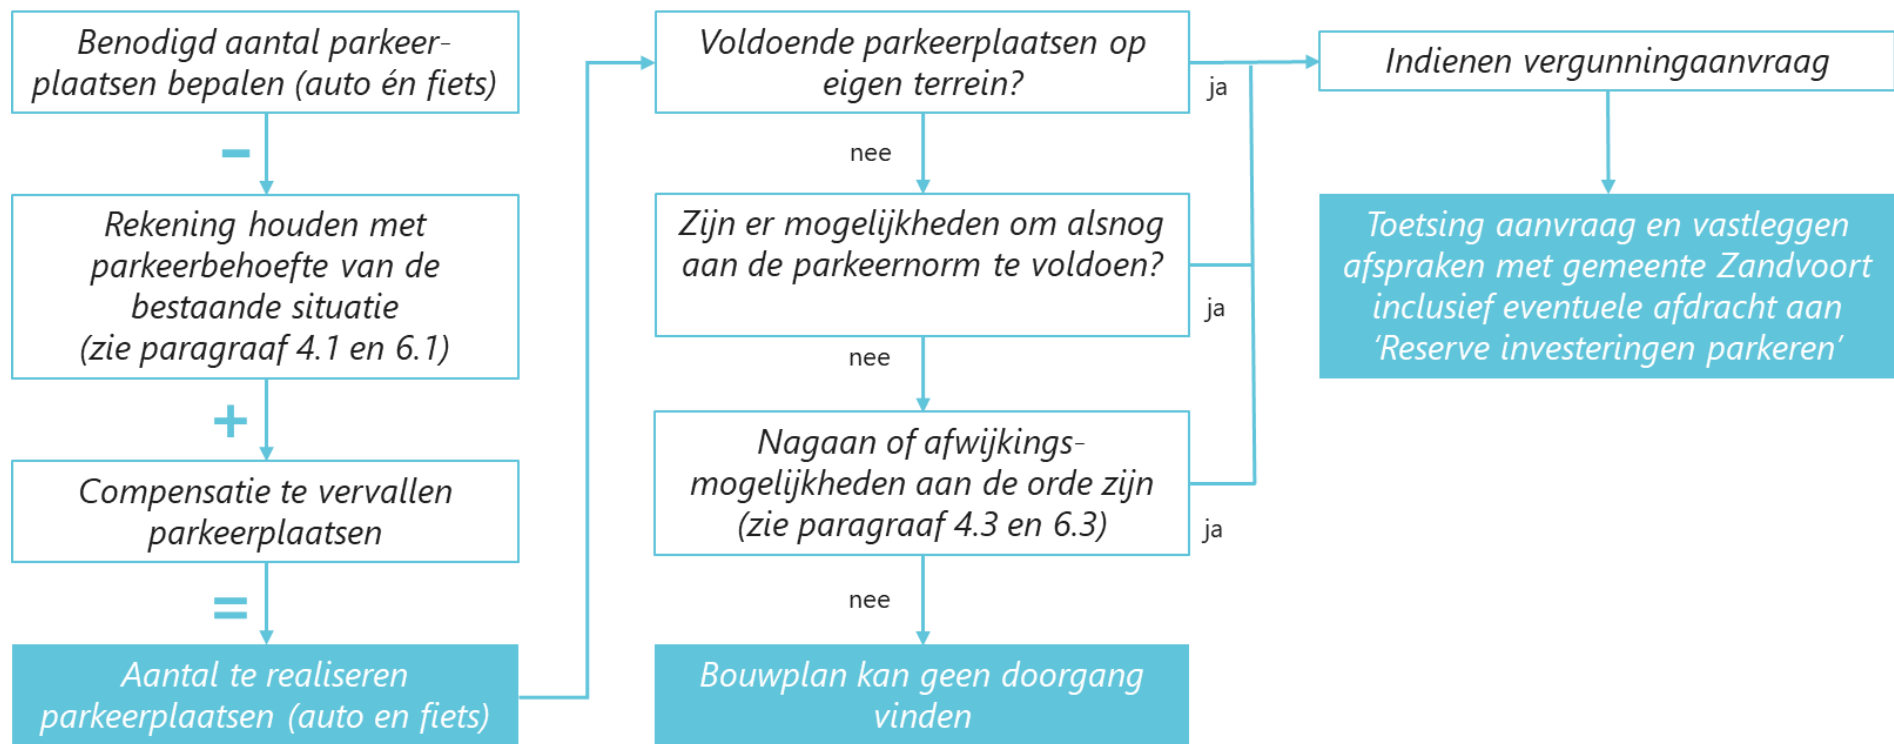 Benodigd aantal parkeer-
plaatsen bepalen (auto én fiets)
−
Rekening houden met
parkeerbehoefte van de
bestaande situatie
(zie paragraaf 4.1 en 6.1)
+
Compensatie te vervallen
parkeerplaatsen
=
Aantal te realiseren
parkeerplaatsen (auto en fiets)
Voldoende parkeerplaatsen op
eigen terrein?
ja
nee
Zijn er mogelijkheden om alsnog
aan de parkeernorm te voldoen?
ja
nee
Nagaan of afwijkings-
mogelijkheden aan de orde zijn
(zie paragraaf 4.3 en 6.3)
ja
nee
Bouwplan kan geen doorgang
vinden
Indienen vergunningaanvraag
Toetsing aanvraag en vastleggen
afspraken met gemeente Zandvoort
inclusief eventuele afdracht aan
‘Reserve investeringen parkeren’